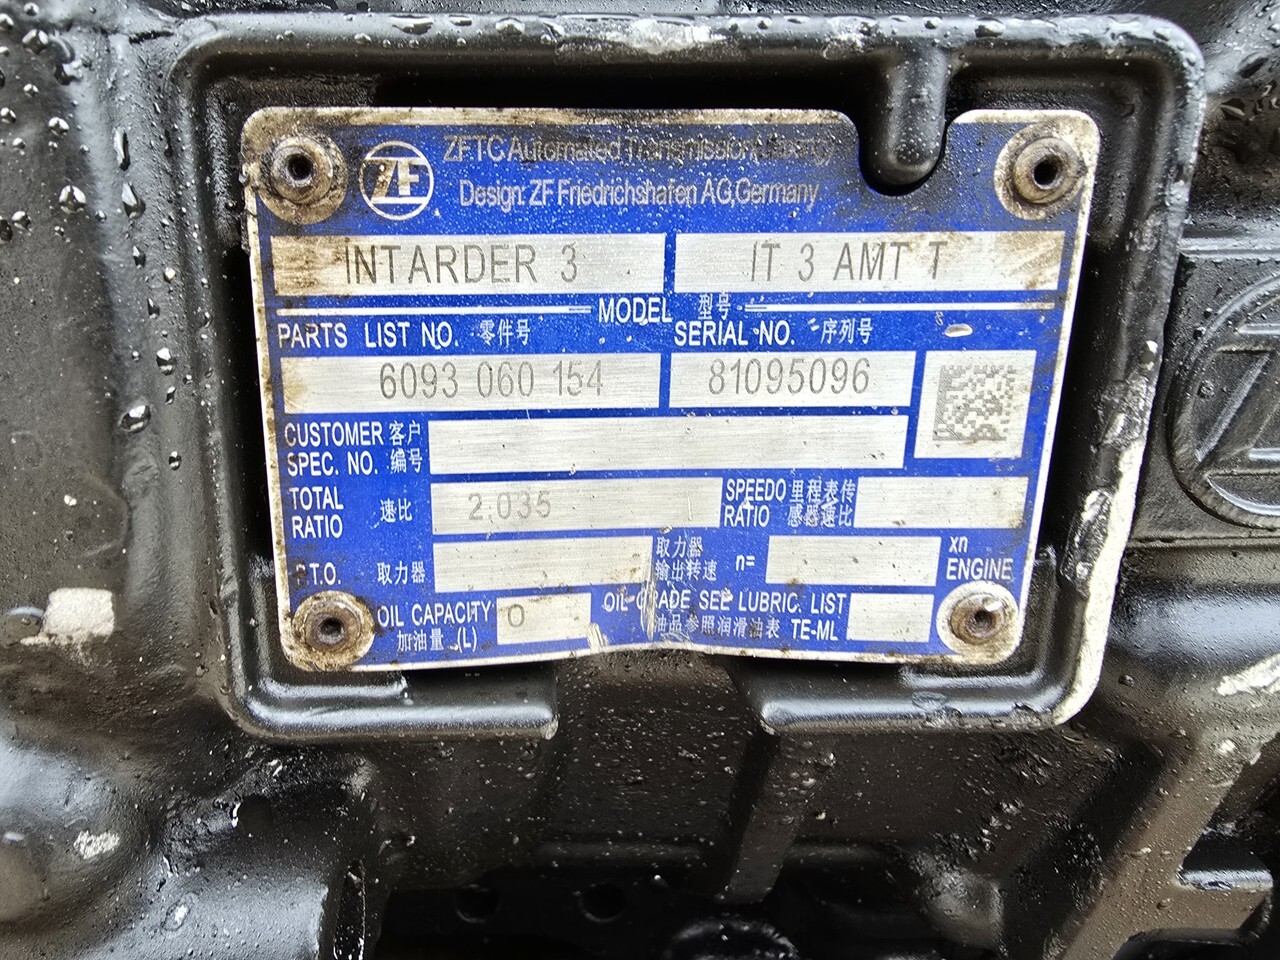 ZF
ZFTC Automated Transmission
Design: ZF Friedrichshafen AG, Germany
INTARDER 3
IT 3 AMT T
MODEL 型号
PARTS LIST NO. 零件号
SERIAL NO. 序列号
6093 060 154
81095096
CUSTOMER 客户
SPEC. NO. 编号
TOTAL
RATIO
速比
2,035
SPEEDO 里程表传
RATIO 感器速比
P.T.O. 取力器
取力器
输出转速
n=
xn
ENGINE
OIL CAPACITY
加油量 (L)
0
OIL GRADE SEE LUBRIC. LIST
油品参照润滑油表 TE-ML